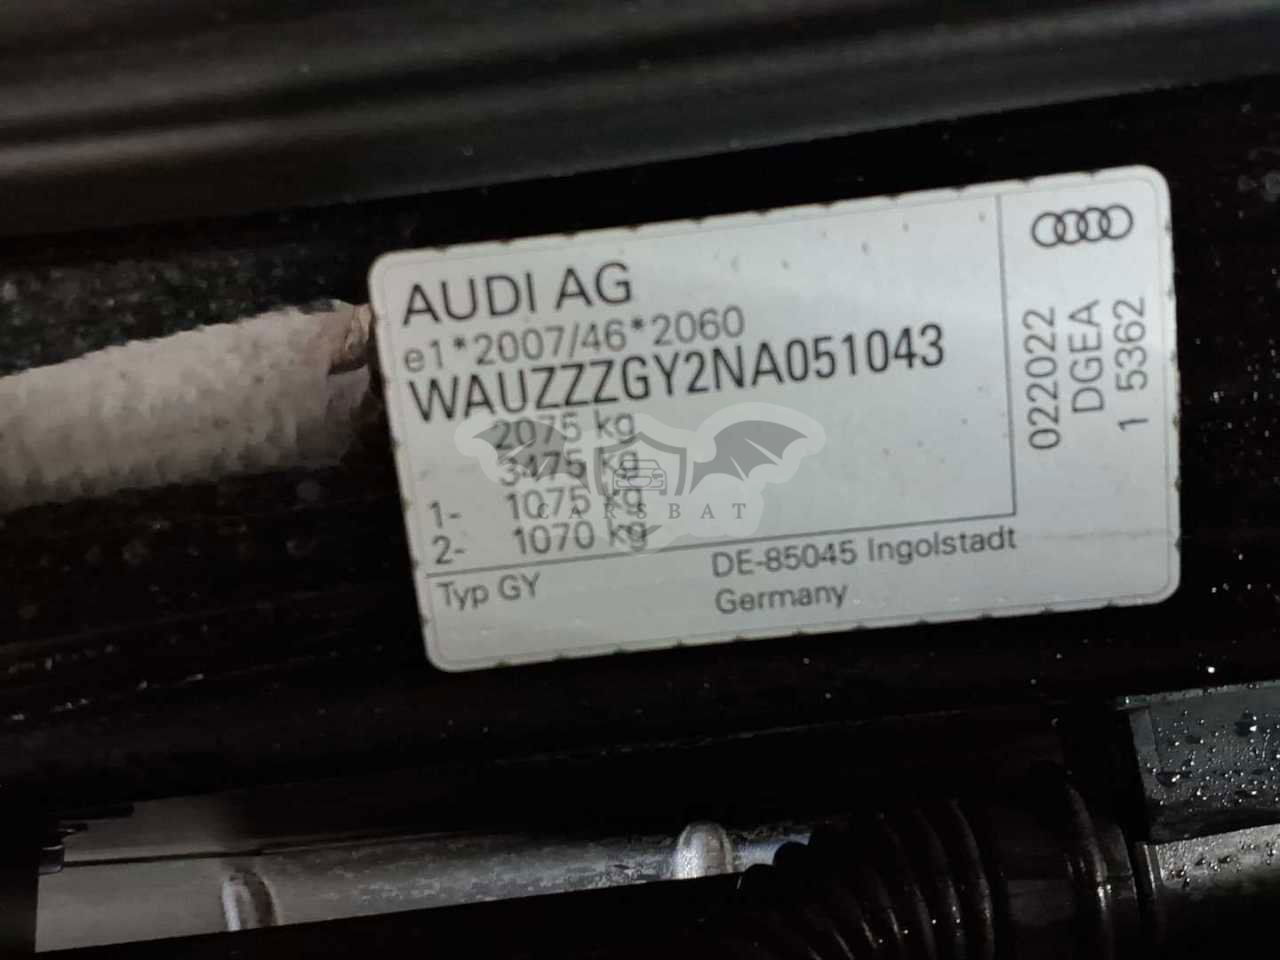 AUDI AG
e1*2007/46*2060
WAUZZZGY2NA051043
2075 kg
3475 kg
1- 1075 kg
2- 1070 kg
Typ GY
DE-85045 Ingolstadt
Germany
022022
DGEA
1 5362
CARSBAT